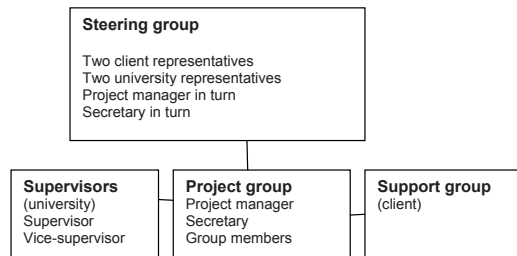 Steering group
Two client representatives
Two university representatives
Project manager in turn
Secretary in turn
Supervisors
(university)
Supervisor
Vice-supervisor
Project group
Project manager
Secretary
Group members
Support group
(client)